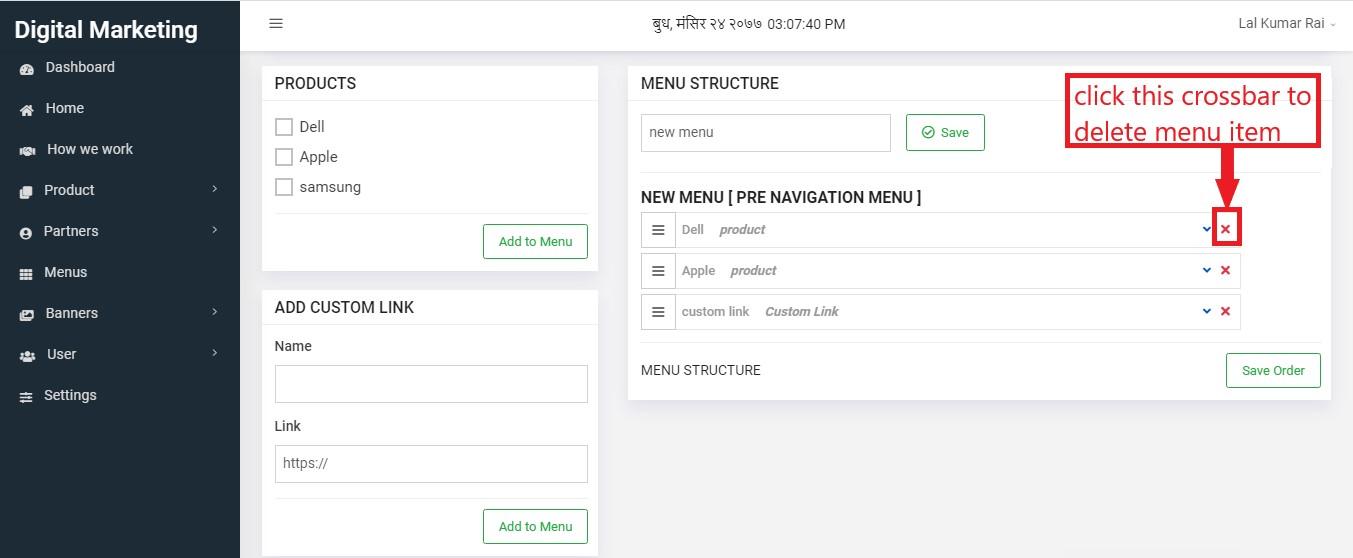 Digital Marketing
Dashboard
Home
How we work
Product
Partners
Menus
Banners
User
Settings
बुध, मंसिर २४ २०७७ 03:07:40 PM
Lal Kumar Rai
PRODUCTS
Dell
Apple
samsung
Add to Menu
ADD CUSTOM LINK
Name
Link
https://
Add to Menu
MENU STRUCTURE
click this crossbar to
delete menu item
new menu
Save
NEW MENU [ PRE NAVIGATION MENU ]
Dell product
Apple product
custom link Custom Link
MENU STRUCTURE
Save Order